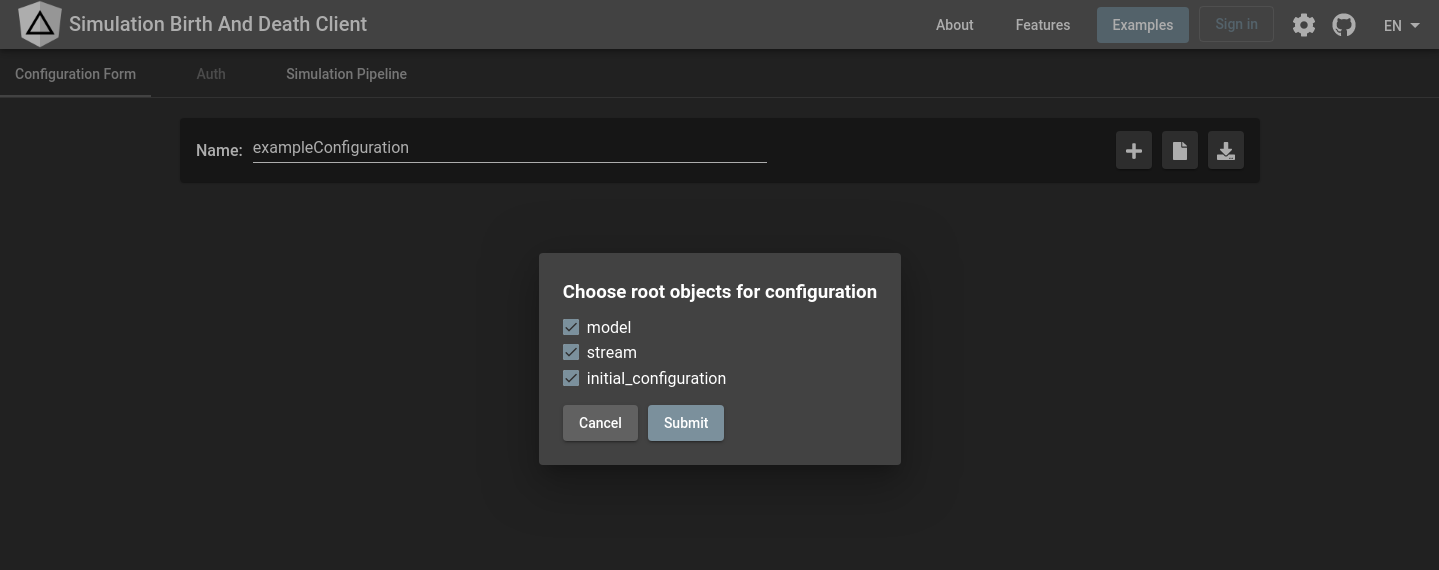 Simulation Birth And Death Client
About
Features
Examples
Sign in
EN
Configuration Form
Auth
Simulation Pipeline
Name: exampleConfiguration
Choose root objects for configuration
model
stream
initial_configuration
Cancel
Submit